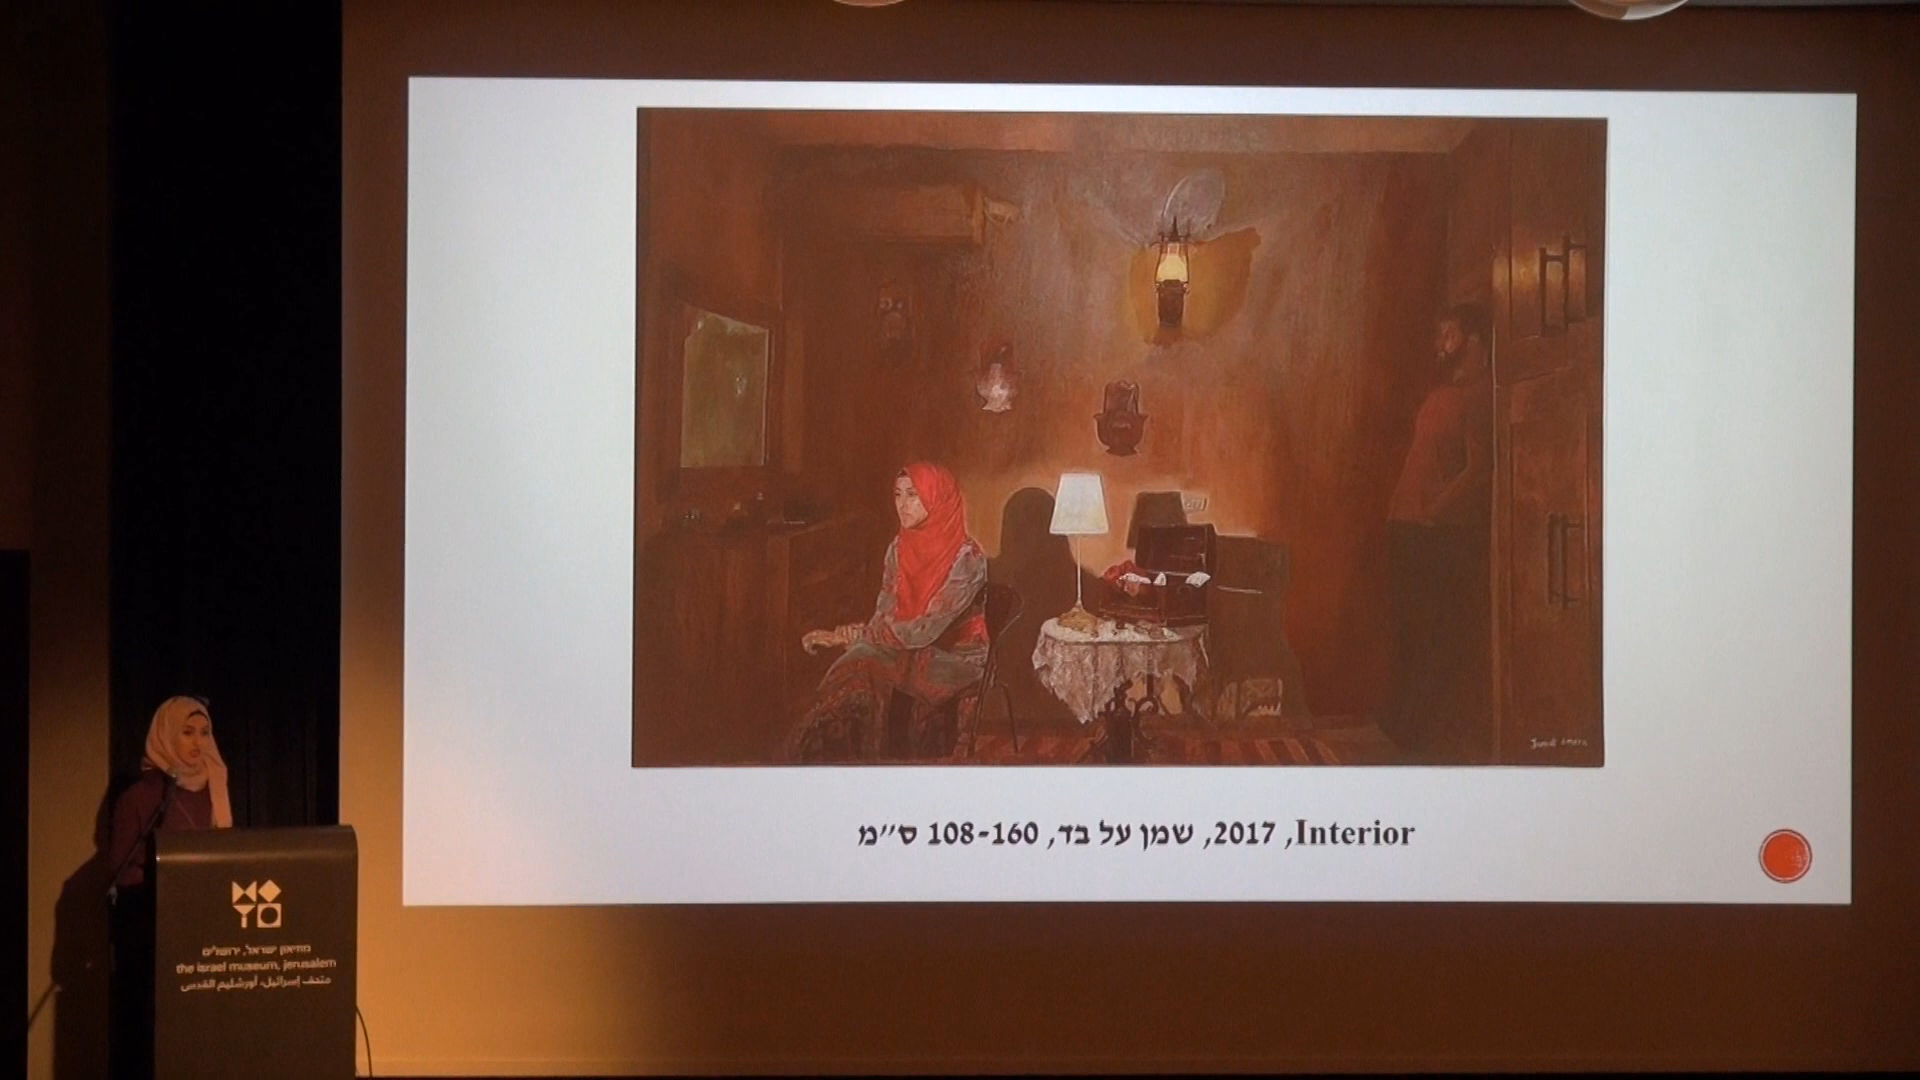 Interior, 2017, שמן על בד, 108-160 ס״מ
מוזיאון ישראל, ירושלים
the israel museum, jerusalem
متحف إسرائيل، أورشليم القدس